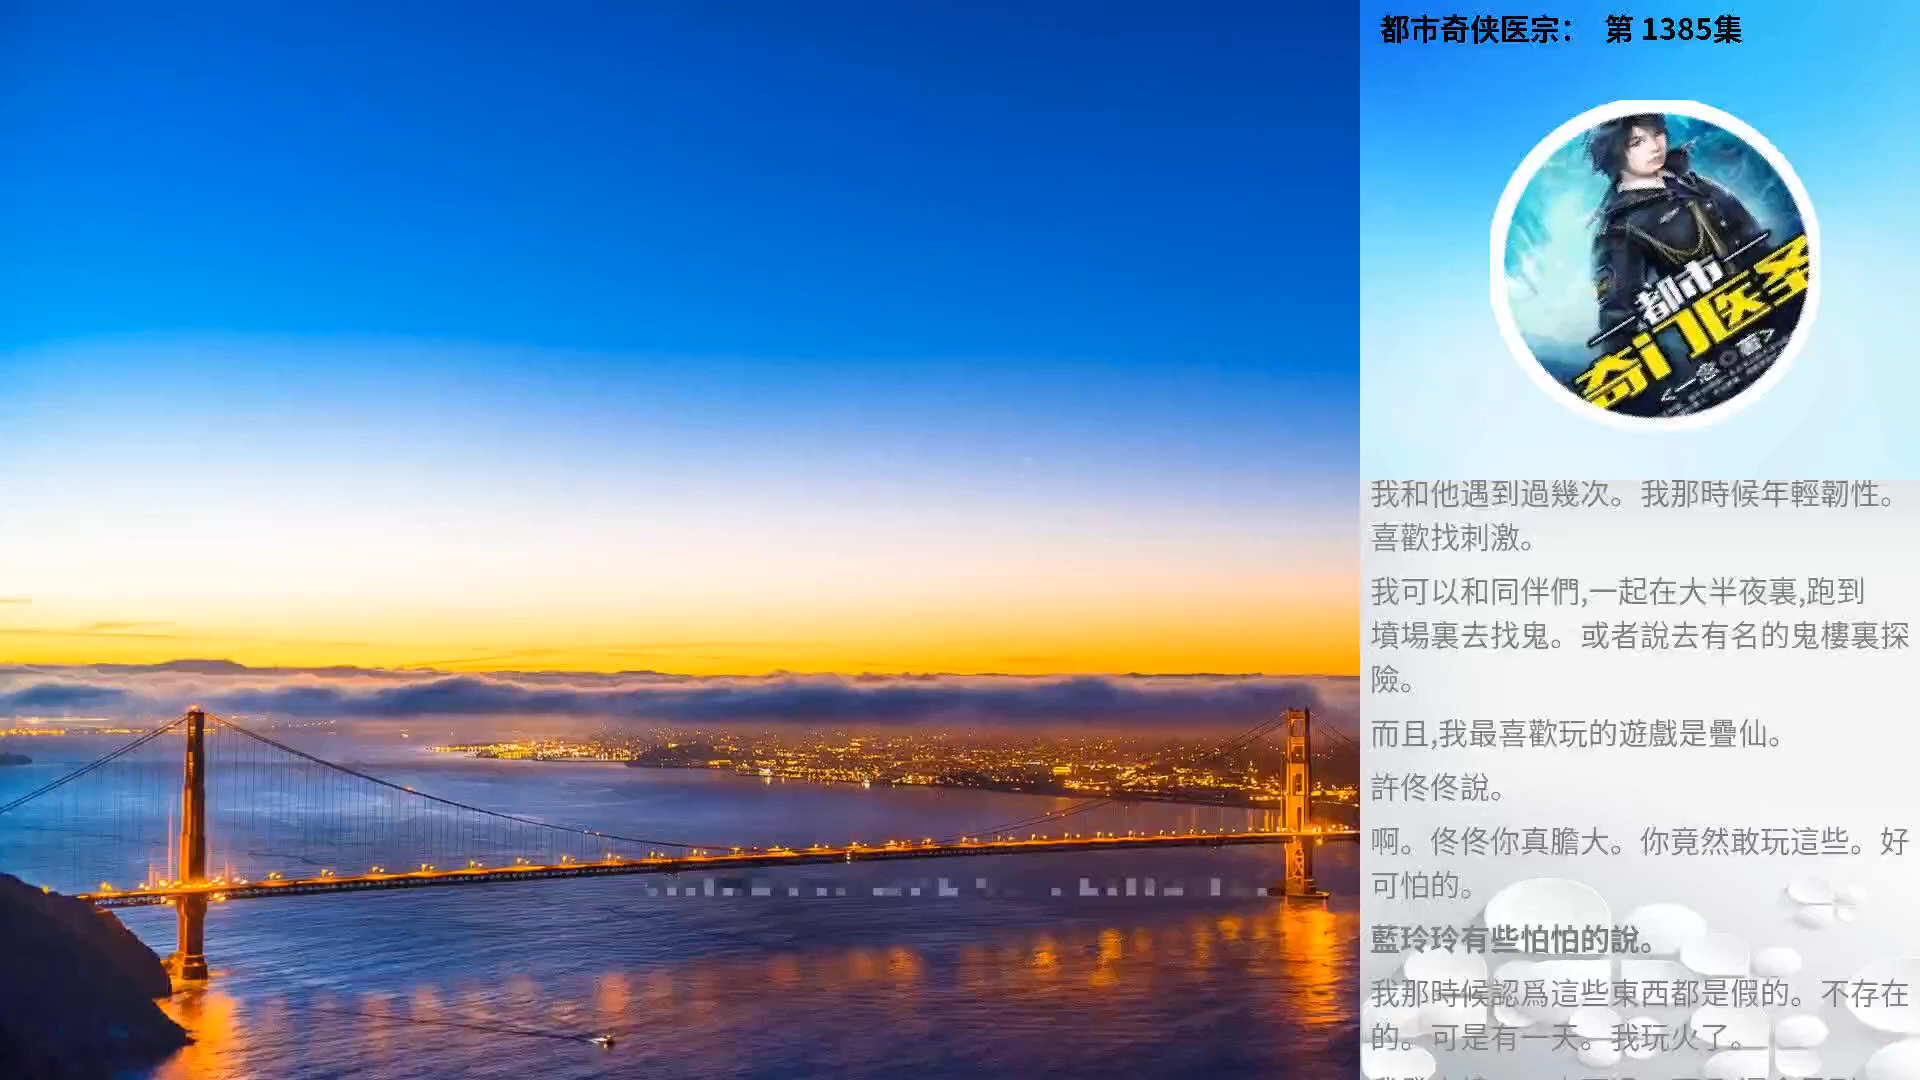 都市奇侠医宗： 第 1385集
都市
奇门医圣
我和他遇到過幾次。我那時候年輕韌性。
喜歡找刺激。
我可以和同伴們,一起在大半夜裏,跑到
墳場裏去找鬼。或者說去有名的鬼樓裏探
險。
而且,我最喜歡玩的遊戲是疊仙。
許佟佟說。
啊。佟佟你真膽大。你竟然敢玩這些。好
可怕的。
藍玲玲有些怕怕的說。
我那時候認爲這些東西都是假的。不存在
的。可是有一天。我玩火了。